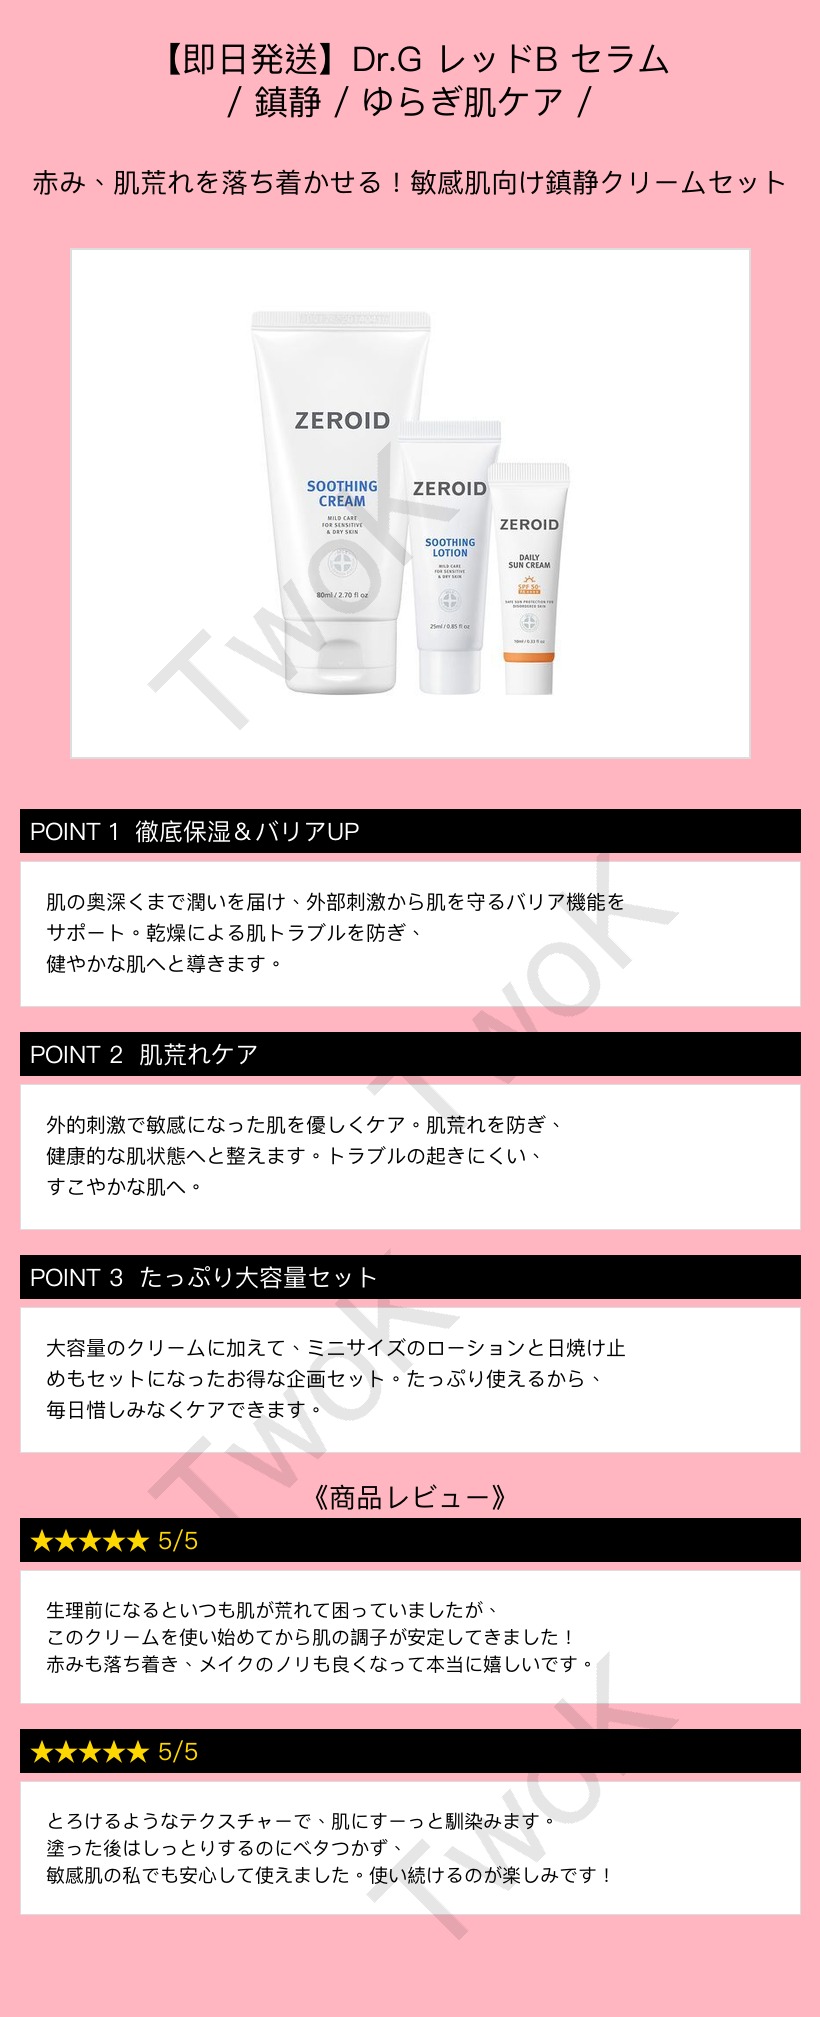 【即日発送】Dr.G レッドB セラム
/ 鎮静 / ゆらぎ肌ケア /
赤み、肌荒れを落ち着かせる！敏感肌向け鎮静クリームセット
ZEROID
SOOTHING
CREAM
MILD CARE
FOR SENSITIVE
& DRY SKIN
80ml / 2.70 fl oz
ZEROID
SOOTHING
LOTION
MILD CARE
FOR SENSITIVE
& DRY SKIN
25ml / 0.85 fl oz
ZEROID
DAILY
SUN CREAM
SPF 50+
PA++++
SAFE SUN PROTECTION FOR
DISORDERED SKIN
10ml / 0.33 fl oz
TwoK
POINT 1 徹底保湿＆バリアUP
肌の奥深くまで潤いを届け、外部刺激から肌を守るバリア機能を
サポート。乾燥による肌トラブルを防ぎ、
健やかな肌へと導きます。
TwoK
POINT 2 肌荒れケア
外的刺激で敏感になった肌を優しくケア。肌荒れを防ぎ、
健康的な肌状態へと整えます。トラブルの起きにくい、
すこやかな肌へ。
POINT 3 たっぷり大容量セット
大容量のクリームに加えて、ミニサイズのローションと日焼け止
めもセットになったお得な企画セット。たっぷり使えるから、
毎日惜しみなくケアできます。
TwoK
《商品レビュー》
★★★★★ 5/5
生理前になるといつも肌が荒れて困っていましたが、
このクリームを使い始めてから肌の調子が安定してきました！
赤みも落ち着き、メイクのノリも良くなって本当に嬉しいです。
★★★★★ 5/5
とろけるようなテクスチャーで、肌にすーっと馴染みます。
塗った後はしっとりするのにベタつかず、
敏感肌の私でも安心して使えました。使い続けるのが楽しみです！
TwoK